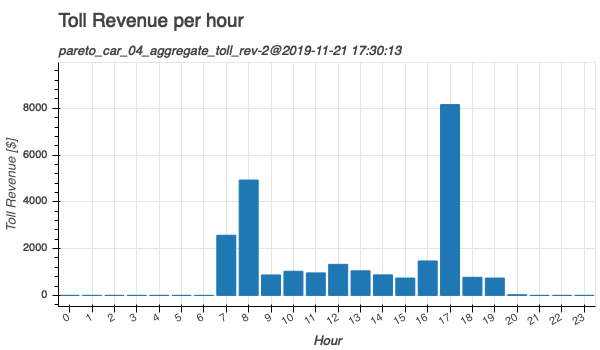 Toll Revenue per hour
pareto_car_04_aggregate_toll_rev-2@2019-11-21 17:30:13
Toll Revenue [$]
8000
6000
4000
2000
0
0 1 2 3 4 5 6 7 8 9 10 11 12 13 14 15 16 17 18 19 20 21 22 23
Hour